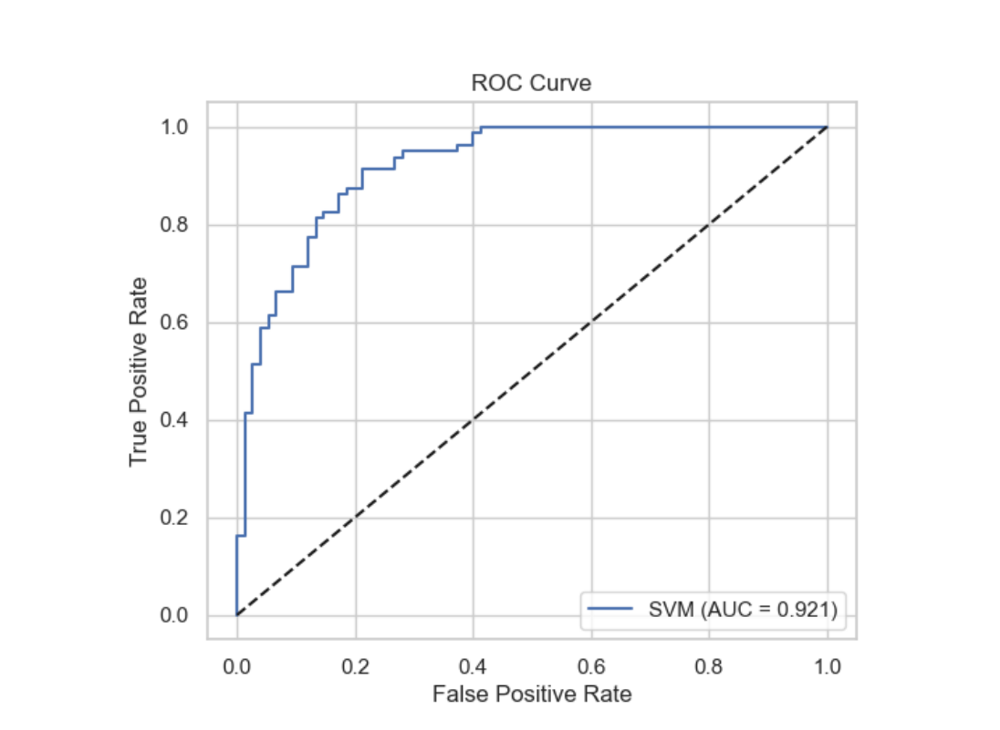 ROC Curve
1.0
0.8
0.6
0.4
0.2
0.0
True Positive Rate
SVM (AUC = 0.921)
0.0 0.2 0.4 0.6 0.8 1.0
False Positive Rate